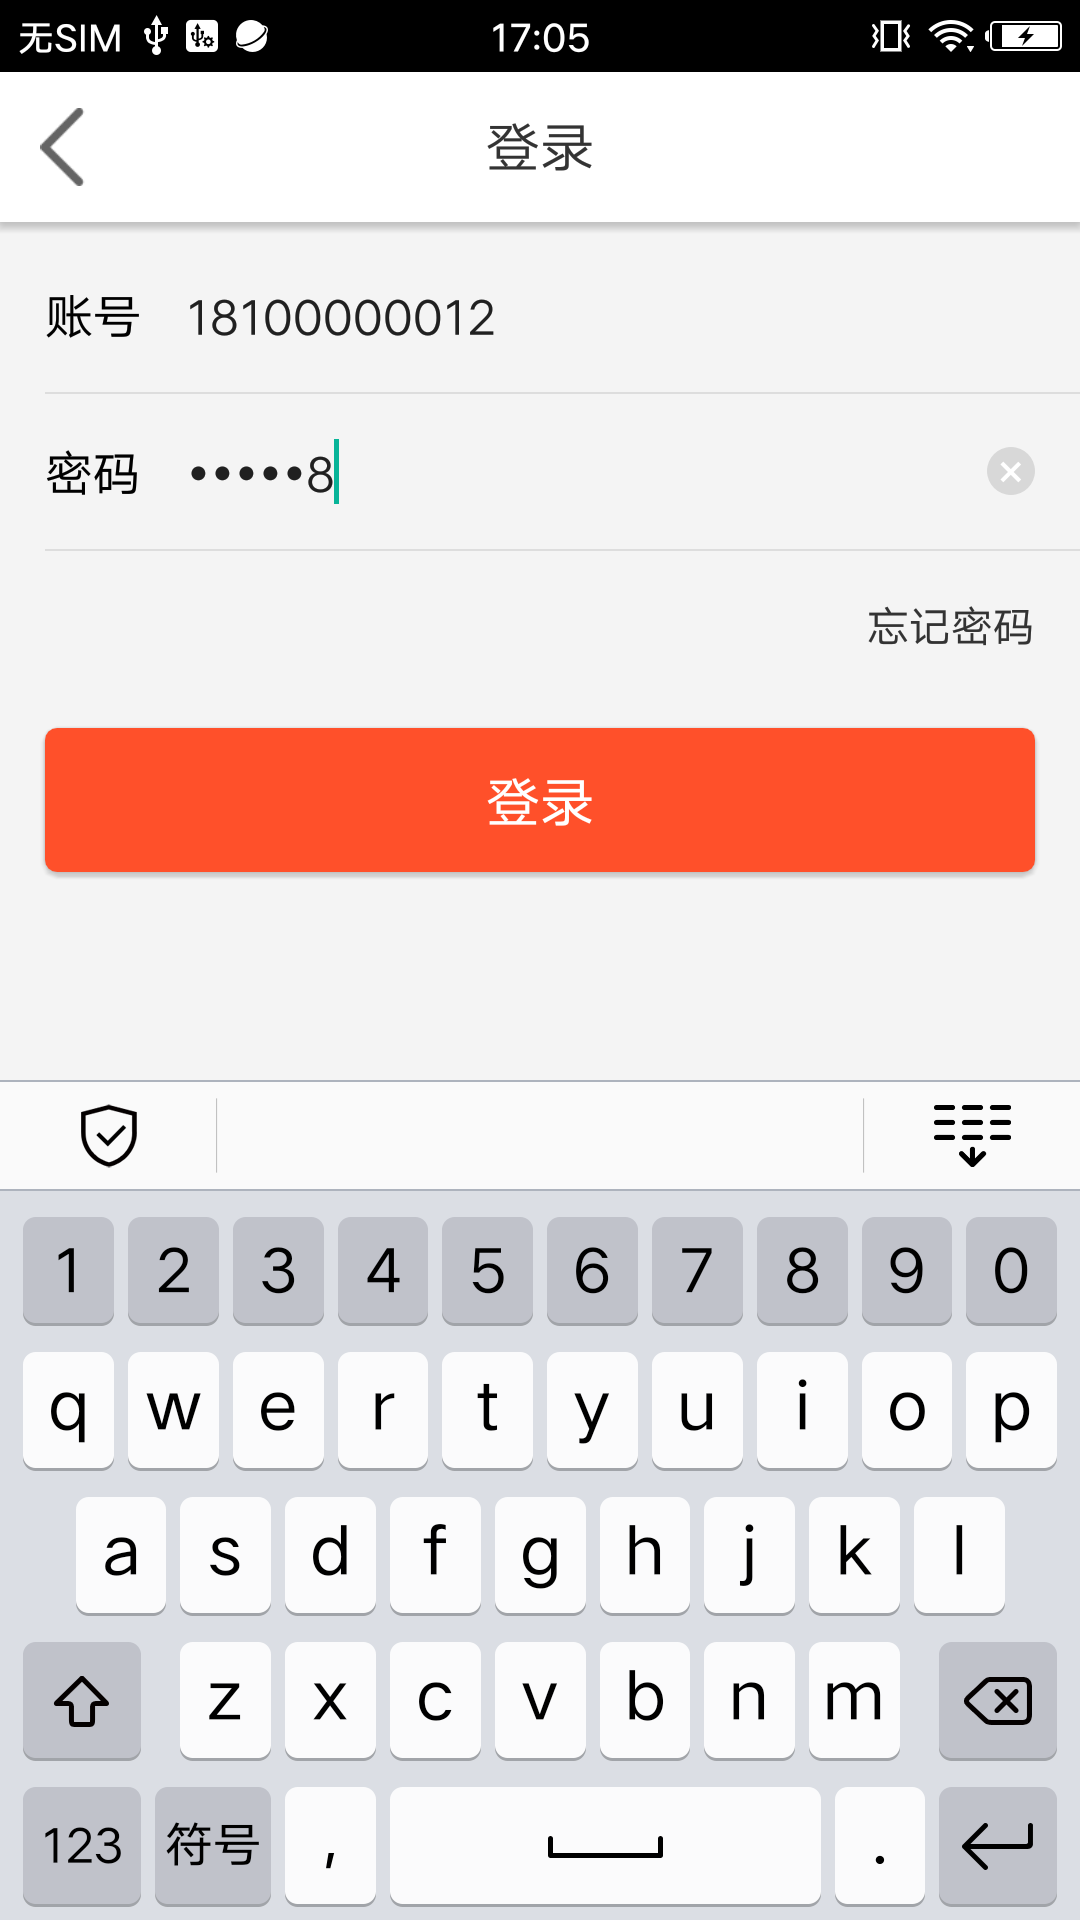 无SIM 17:05
登录
账号 18100000012
密码 •••••8
忘记密码
登录
1 2 3 4 5 6 7 8 9 0
q w e r t y u i o p
a s d f g h j k l
z x c v b n m
123 符号 , .